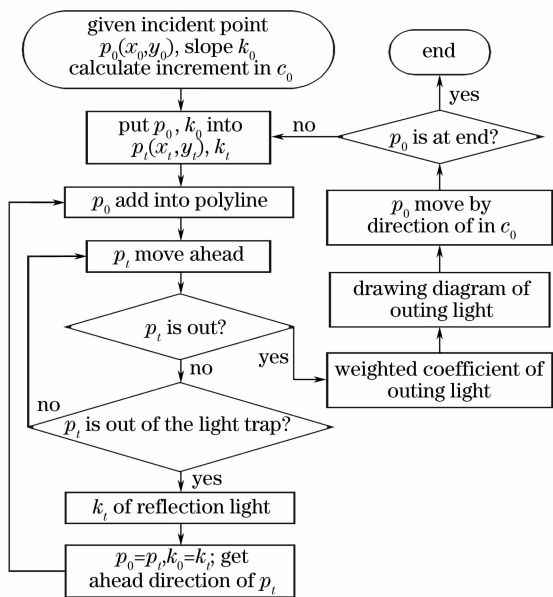 given incident point
p₀(x₀,y₀), slope k₀
calculate increment in c₀
put p₀, k₀ into
pₜ(xₜ,yₜ), kₜ
p₀ add into polyline
pₜ move ahead
pₜ is out?
yes
no
pₜ is out of the light trap?
no
yes
kₜ of reflection light
p₀=pₜ,k₀=kₜ; get
ahead direction of pₜ
weighted coefficient of
outing light
drawing diagram of
outing light
p₀ move by
direction of in c₀
p₀ is at end?
no
yes
end